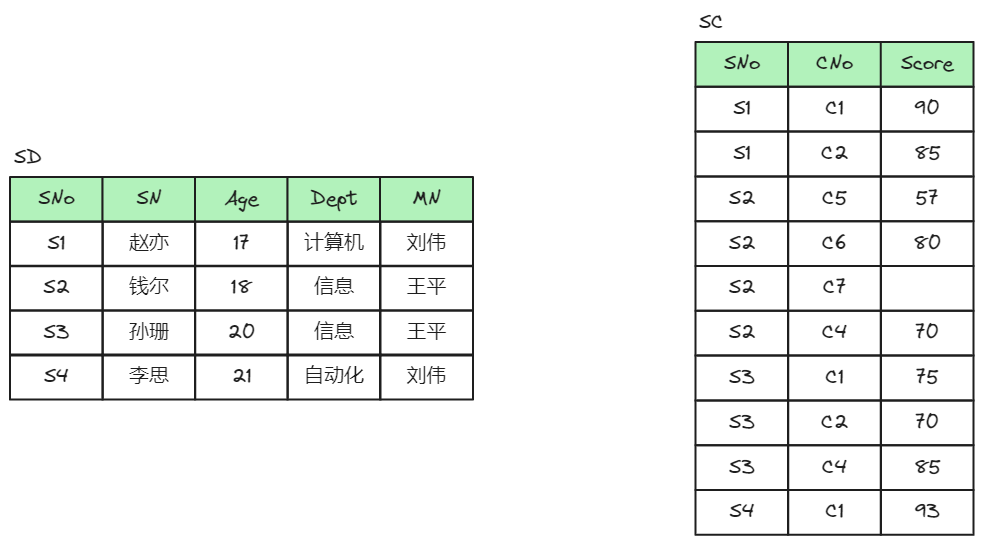 SD
SNo SN Age Dept MN
S1 赵亦 17 计算机 刘伟
S2 钱尔 18 信息 王平
S3 孙珊 20 信息 王平
S4 李思 21 自动化 刘伟
SC
SNo CNo Score
S1 C1 90
S1 C2 85
S2 C5 57
S2 C6 80
S2 C7
S2 C4 70
S3 C1 75
S3 C2 70
S3 C4 85
S4 C1 93